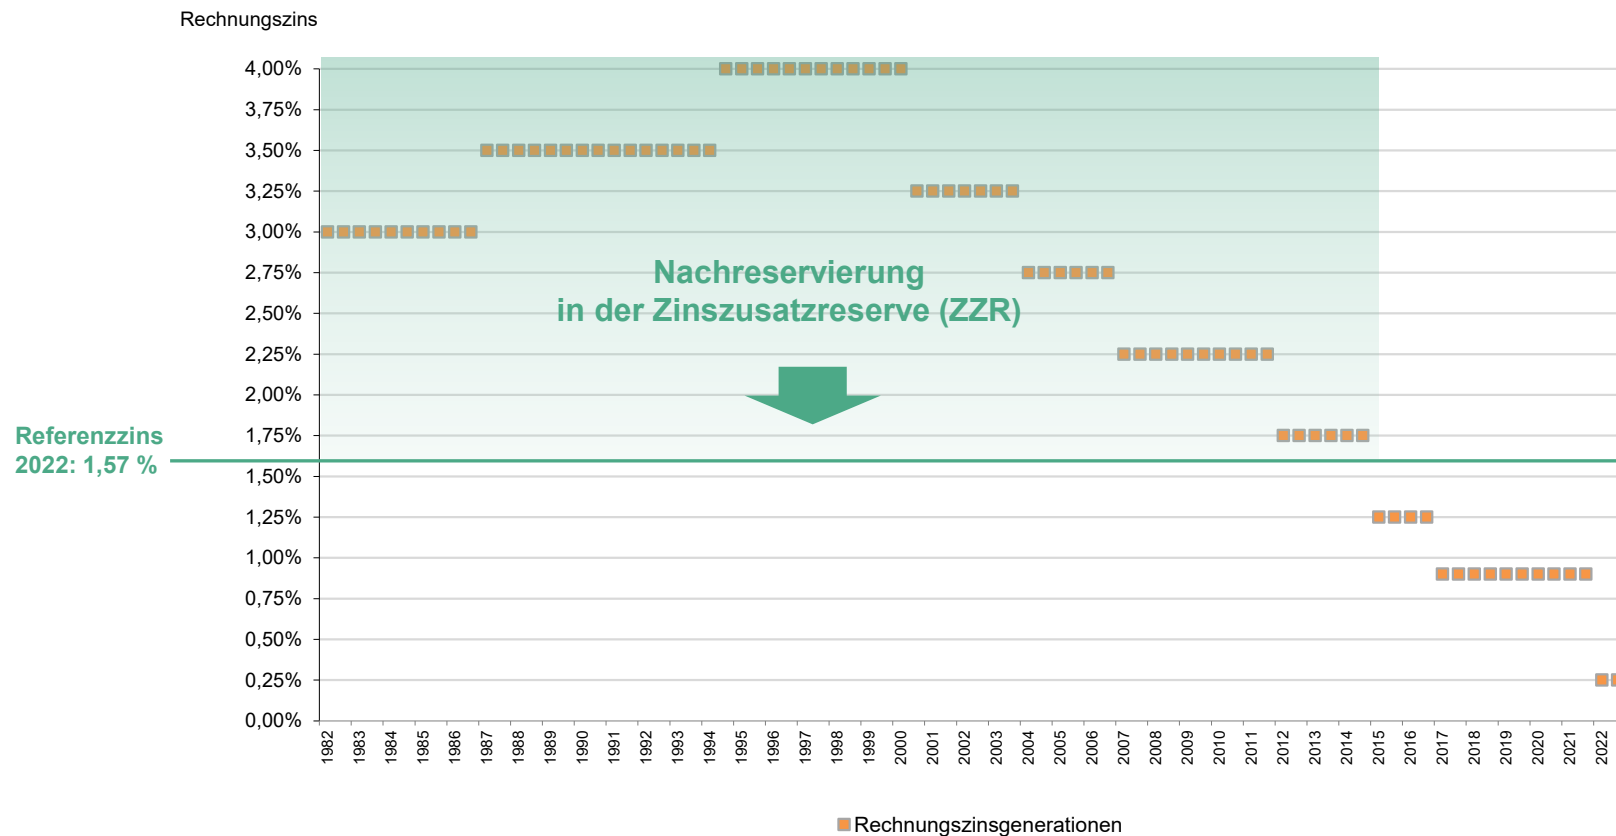 Rechnungszins
4,00%
3,75%
3,50%
3,25%
3,00%
2,75%
2,50%
2,25%
2,00%
1,75%
1,50%
1,25%
1,00%
0,75%
0,50%
0,25%
0,00%
Nachreservierung
in der Zinszusatzreserve (ZZR)
Referenzzins
2022: 1,57 %
1982 1983 1984 1985 1986 1987 1988 1989 1990 1991 1992 1993 1994 1995 1996 1997 1998 1999 2000 2001 2002 2003 2004 2005 2006 2007 2008 2009 2010 2011 2012 2013 2014 2015 2016 2017 2018 2019 2020 2021 2022
Rechnungszinsgenerationen